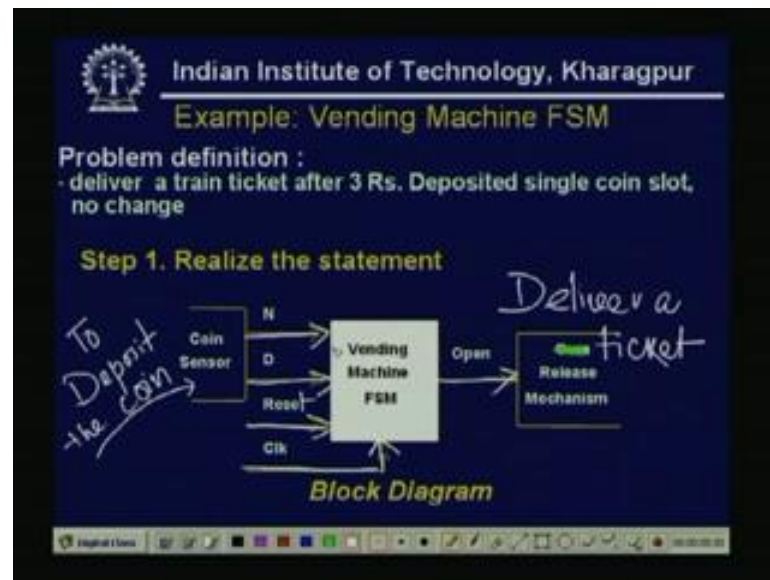 Indian Institute of Technology, Kharagpur
Example: Vending Machine FSM
Problem definition :
- deliver a train ticket after 3 Rs. Deposited single coin slot,
no change
Step 1. Realize the statement
Deliver a
ticket
To
Deposit
the coin
Coin
Sensor
N
D
Reset
Clk
Vending
Machine
FSM
Open
Release
Mechanism
Block Diagram